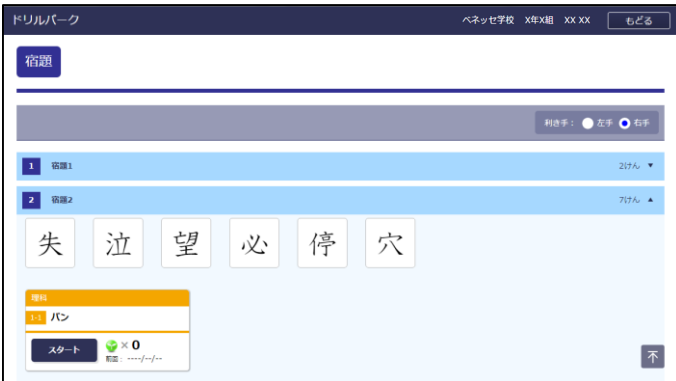 ドリルパーク ベネッセ学校 X年X組 XX XX もどる
宿題
利き手： 左手 右手
1 宿題1 2けん ▼
2 宿題2 7けん ▲
失 泣 望 必 停 穴
理科
1-1 パン
スタート × 0
前回： ----/--/--